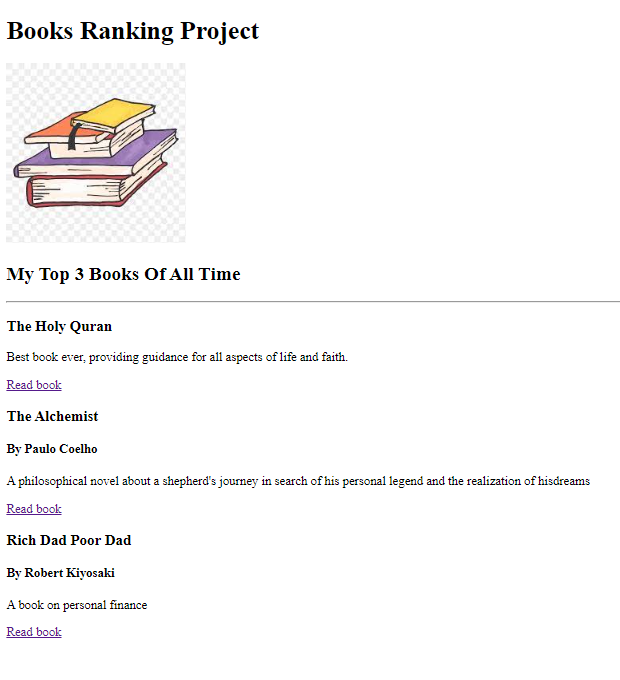 Books Ranking Project
My Top 3 Books Of All Time
The Holy Quran
Best book ever, providing guidance for all aspects of life and faith.
Read book
The Alchemist
By Paulo Coelho
A philosophical novel about a shepherd's journey in search of his personal legend and the realization of hisdreams
Read book
Rich Dad Poor Dad
By Robert Kiyosaki
A book on personal finance
Read book